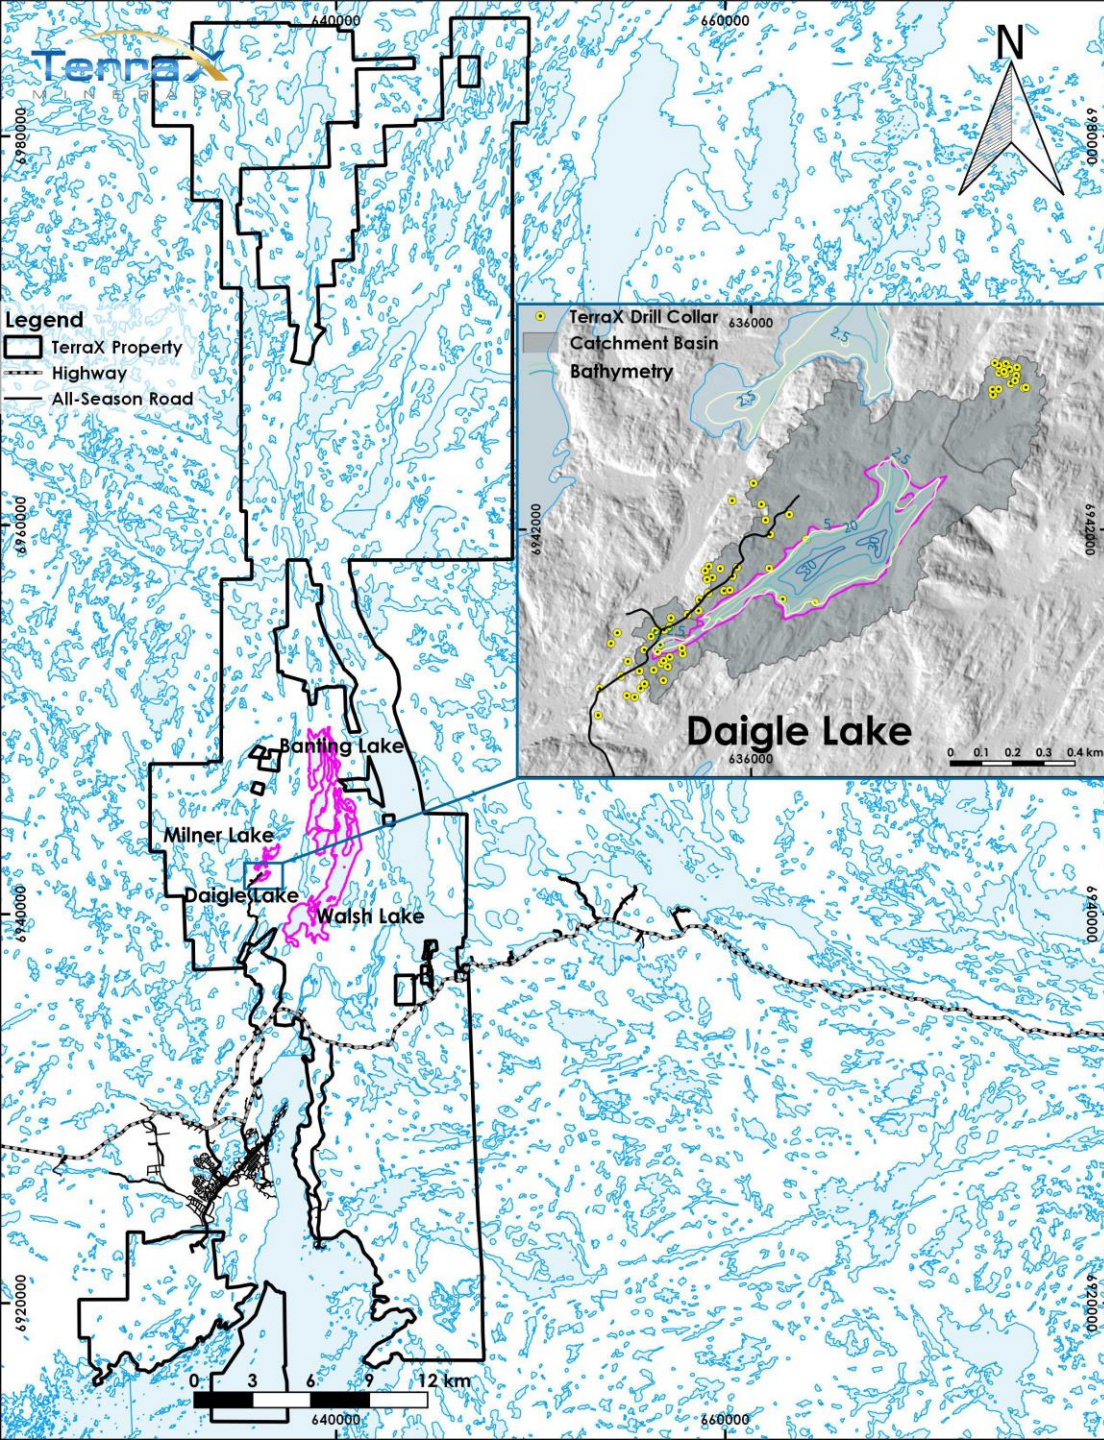 640000
660000
TerraX
MINERALS
N
6980000
6980000
Legend
TerraX Property
Highway
All-Season Road
TerraX Drill Collar
Catchment Basin
Bathymetry
636000
2.5
2.5
2.5
6960000
6942000
6942000
5
20
30
30
5
Daigle Lake
636000
0 0.1 0.2 0.3 0.4 km
Banting Lake
Milner Lake
Daigle Lake
Walsh Lake
6940000
6940000
6920000
6920000
0 3 6 9 12 km
640000
660000